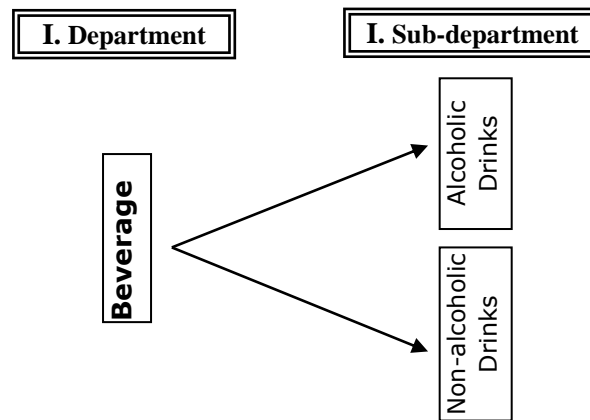 I. Department
I. Sub-department
Beverage
Alcoholic
Drinks
Non-alcoholic
Drinks